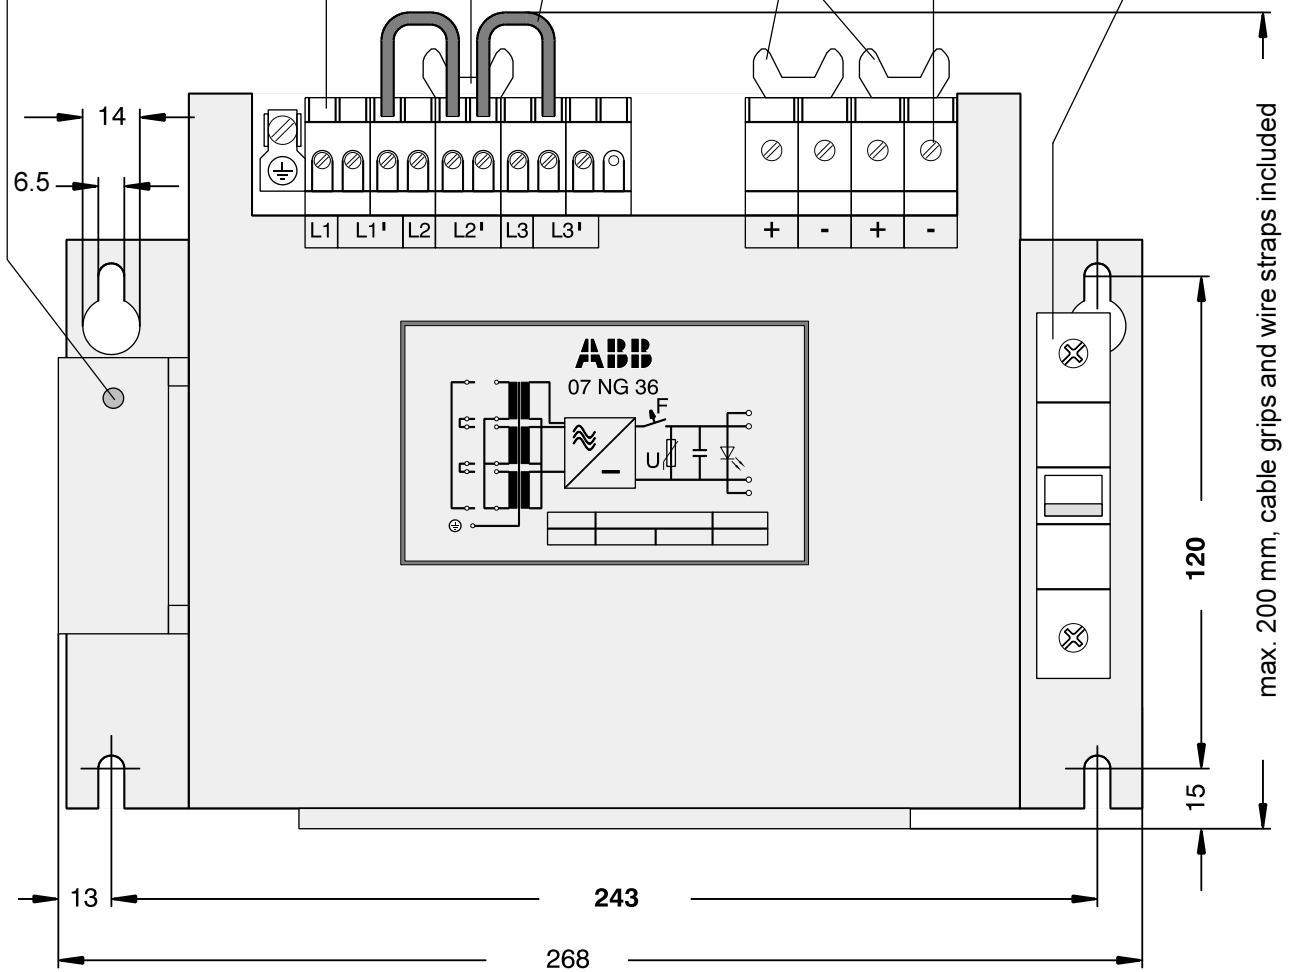 14
6.5
L1 L1' L2 L2' L3 L3'
+ - + -
ABB
07 NG 36
F
U
120
max. 200 mm, cable grips and wire straps included
15
13
243
268